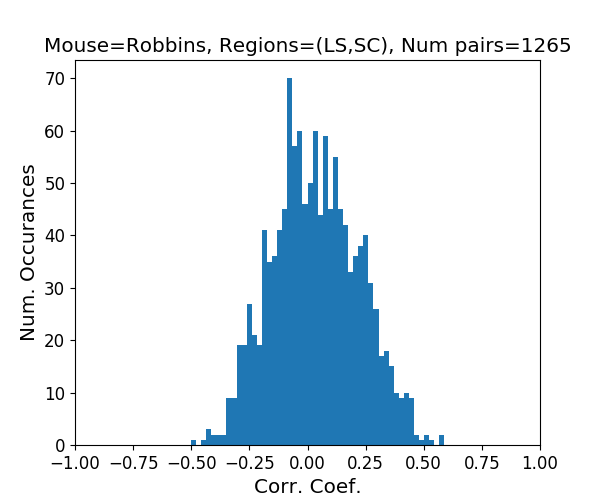 Mouse=Robbins, Regions=(LS,SC), Num pairs=1265
70
60
50
40
30
20
10
0
Num. Occurances
−1.00 −0.75 −0.50 −0.25 0.00 0.25 0.50 0.75 1.00
Corr. Coef.